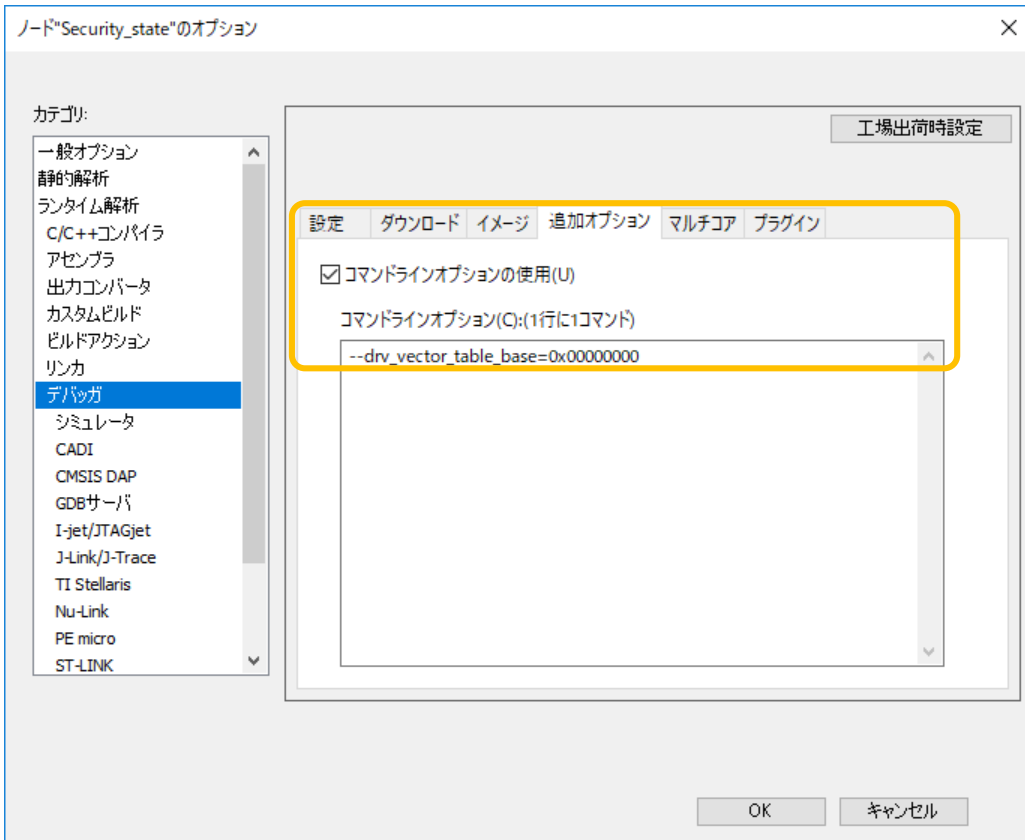 ノード"Security_state"のオプション
カテゴリ:
一般オプション
静的解析
ランタイム解析
C/C++コンパイラ
アセンブラ
出力コンバータ
カスタムビルド
ビルドアクション
リンカ
デバッガ
シミュレータ
CADI
CMSIS DAP
GDBサーバ
I-jet/JTAGjet
J-Link/J-Trace
TI Stellaris
Nu-Link
PE micro
ST-LINK
工場出荷時設定
設定 ダウンロード イメージ 追加オプション マルチコア プラグイン
コマンドラインオプションの使用(U)
コマンドラインオプション(C):(1行に1コマンド)
--drv_vector_table_base=0x00000000
OK キャンセル